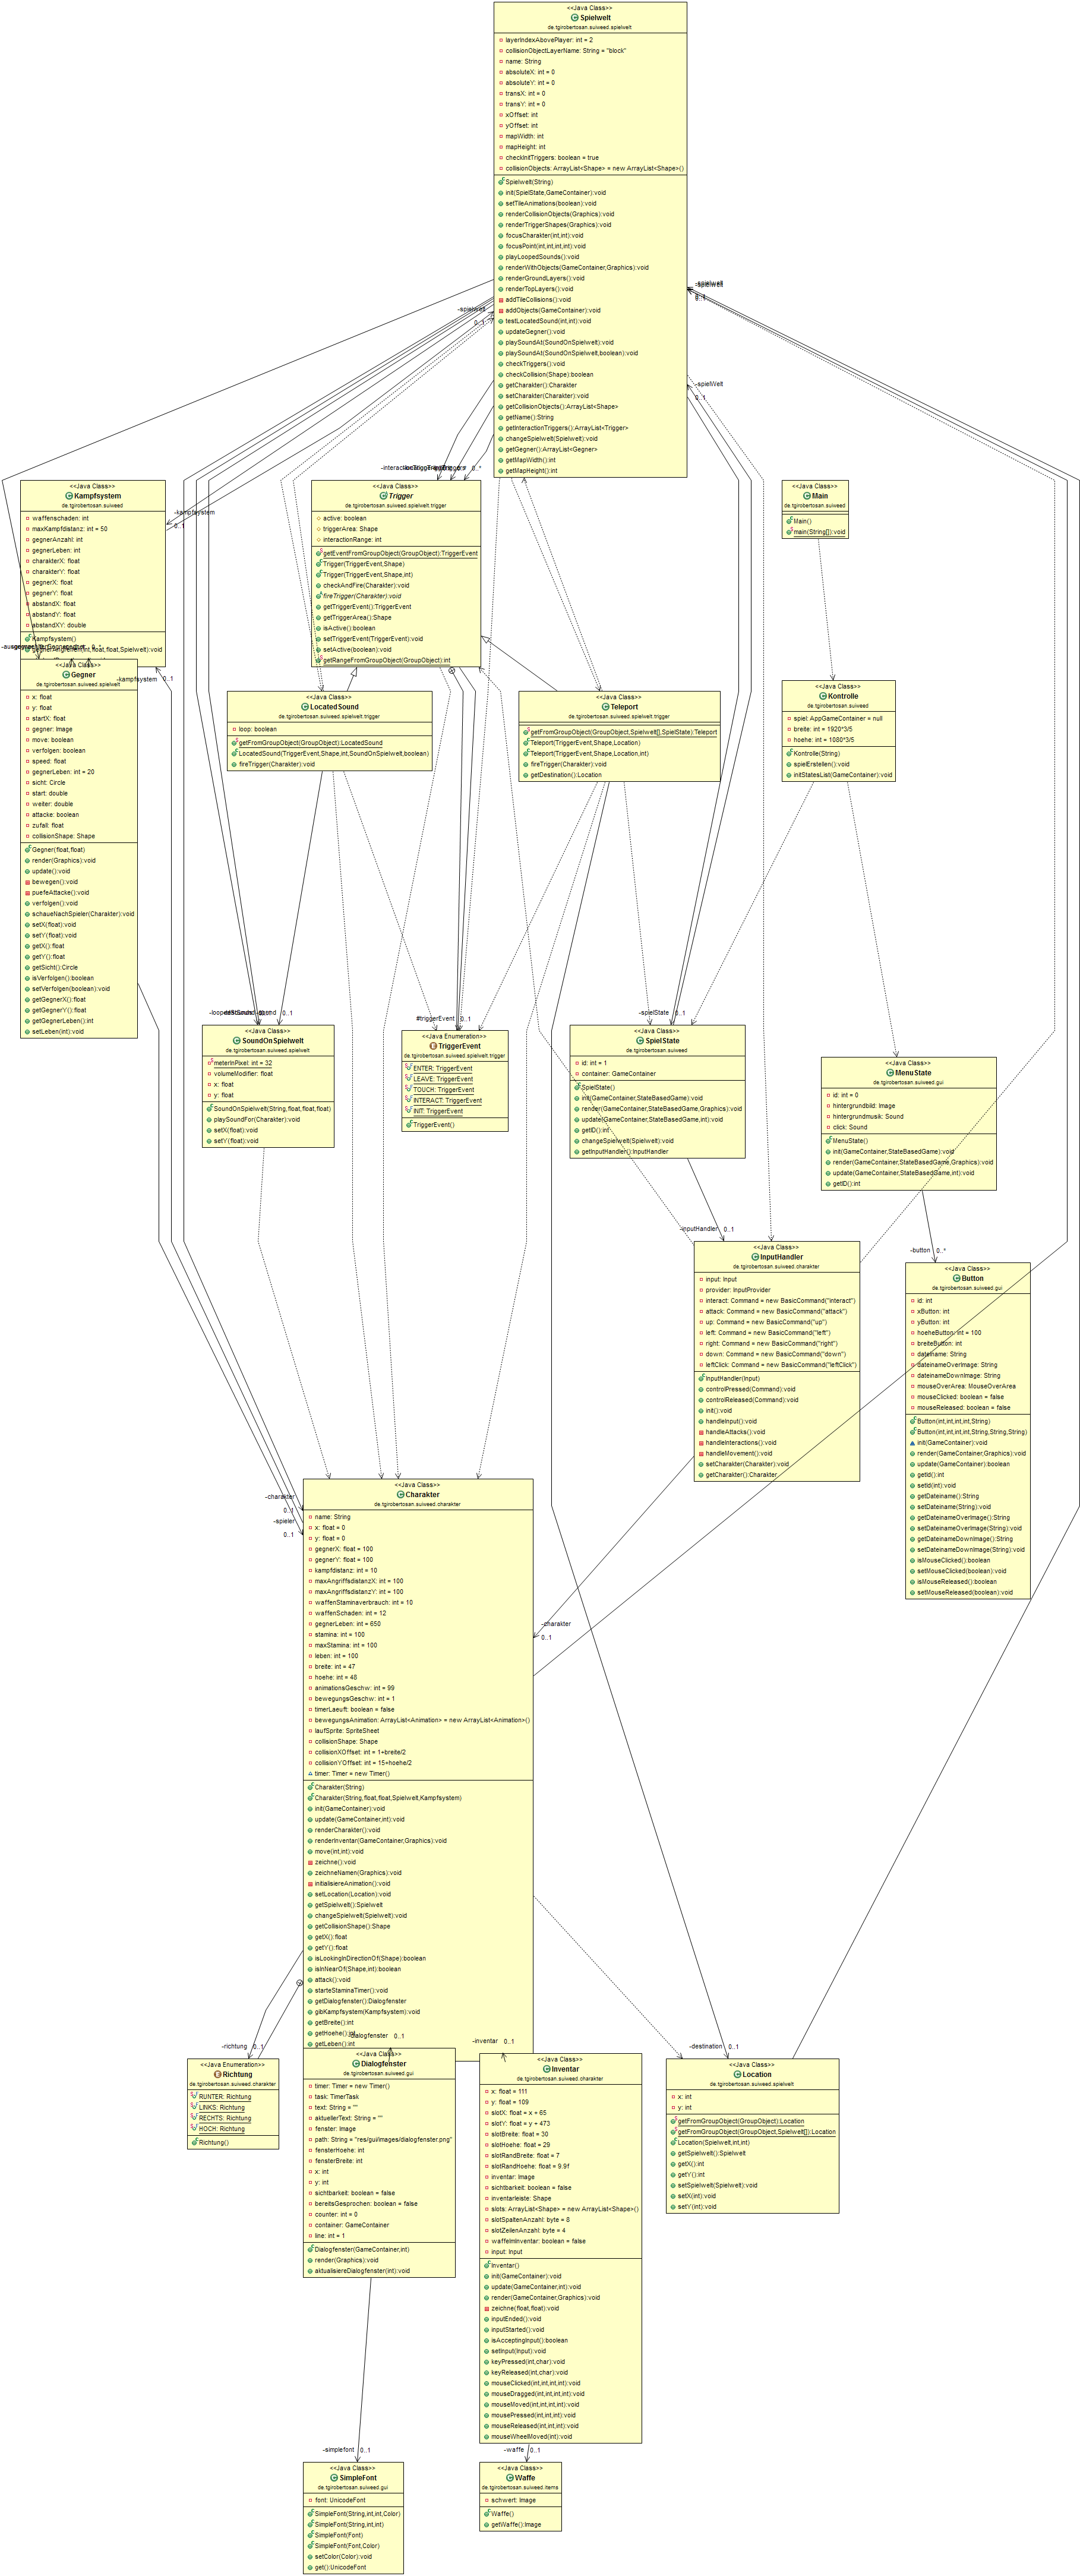 <<Java Class>>
Spielwelt
de.tgirobertosan.suiweed.spielwelt
layerIndexAbovePlayer: int = 2
collisionObjectLayerName: String = "block"
name: String
absoluteX: int = 0
absoluteY: int = 0
transX: int = 0
transY: int = 0
xOffset: int
yOffset: int
mapWidth: int
mapHeight: int
checkInitTriggers: boolean = true
collisionObjects: ArrayList<Shape> = new ArrayList<Shape>()
Spielwelt(String)
init(SpielState,GameContainer):void
setTileAnimations(boolean):void
renderCollisionObjects(Graphics):void
renderTriggerShapes(Graphics):void
focusCharakter(int,int):void
focusPoint(int,int,int,int):void
playLoopedSounds():void
renderWithObjects(GameContainer,Graphics):void
renderGroundLayers():void
renderTopLayers():void
addTileCollisions():void
addObjects(GameContainer):void
testLocatedSound(int,int):void
updateGegner():void
playSoundAt(SoundOnSpielwelt):void
playSoundAt(SoundOnSpielwelt,boolean):void
checkTriggers():void
checkCollision(Shape):boolean
getCharakter():Charakter
setCharakter(Charakter):void
getCollisionObjects():ArrayList<Shape>
getName():String
getInteractionTriggers():ArrayList<Trigger>
changeSpielwelt(Spielwelt):void
getGegner():ArrayList<Gegner>
getMapWidth():int
getMapHeight():int
-spielwelt
0..1
-spielwelt
0..1
-spielWelt
0..1
0..*
<<Java Class>>
Kampfsystem
de.tgirobertosan.suiweed
waffenschaden: int
maxKampfdistanz: int = 50
gegnerAnzahl: int
gegnerLeben: int
charakterX: float
charakterY: float
gegnerX: float
gegnerY: float
abstandX: float
abstandY: float
abstandXY: double
Kampfsystem()
-kampfsystem
0..1
-kampfsystem
0..1
<<Java Class>>
Trigger
de.tgirobertosan.suiweed.spielwelt.trigger
active: boolean
triggerArea: Shape
interactionRange: int
getEventFromGroupObject(GroupObject):TriggerEvent
Trigger(TriggerEvent,Shape)
Trigger(TriggerEvent,Shape,int)
checkAndFire(Charakter):void
fireTrigger(Charakter):void
getTriggerEvent():TriggerEvent
getTriggerArea():Shape
isActive():boolean
setTriggerEvent(TriggerEvent):void
setActive(boolean):void
getRangeFromGroupObject(GroupObject):int
<<Java Class>>
Main
de.tgirobertosan.suiweed
Main()
main(String[]):void
<<Java Class>>
Gegner
de.tgirobertosan.suiweed.spielwelt
x: float
y: float
startX: float
gegner: Image
move: boolean
verfolgen: boolean
speed: float
gegnerLeben: int = 20
sicht: Circle
start: double
weiter: double
attacke: boolean
zufall: float
collisionShape: Shape
Gegner(float,float)
render(Graphics):void
update():void
bewegen():void
puefeAttacke():void
verfolgen():void
schaueNachSpieler(Charakter):void
setX(float):void
setY(float):void
getX():float
getY():float
getSicht():Circle
isVerfolgen():boolean
setVerfolgen(boolean):void
getGegnerX():float
getGegnerY():float
getGegnerLeben():int
setLeben(int):void
<<Java Class>>
LocatedSound
de.tgirobertosan.suiweed.spielwelt.trigger
loop: boolean
getFromGroupObject(GroupObject):LocatedSound
LocatedSound(TriggerEvent,Shape,int,SoundOnSpielwelt,boolean)
fireTrigger(Charakter):void
<<Java Class>>
Teleport
de.tgirobertosan.suiweed.spielwelt.trigger
getFromGroupObject(GroupObject,Spielwelt[],SpielState):Teleport
Teleport(TriggerEvent,Shape,Location)
Teleport(TriggerEvent,Shape,Location,int)
fireTrigger(Charakter):void
getDestination():Location
<<Java Class>>
Kontrolle
de.tgirobertosan.suiweed
spiel: AppGameContainer = null
breite: int = 1920*3/5
hoehe: int = 1080*3/5
Kontrolle(String)
spielErstellen():void
initStatesList(GameContainer):void
0..1
#triggerEvent
0..1
-spielState
0..1
<<Java Class>>
SoundOnSpielwelt
de.tgirobertosan.suiweed.spielwelt
meterInPixel: int = 32
volumeModifier: float
x: float
y: float
SoundOnSpielwelt(String,float,float,float)
playSoundFor(Charakter):void
setX(float):void
setY(float):void
<<Java Enumeration>>
TriggerEvent
de.tgirobertosan.suiweed.spielwelt.trigger
ENTER: TriggerEvent
LEAVE: TriggerEvent
TOUCH: TriggerEvent
INTERACT: TriggerEvent
INIT: TriggerEvent
TriggerEvent()
<<Java Class>>
SpielState
de.tgirobertosan.suiweed
id: int = 1
container: GameContainer
SpielState()
init(GameContainer,StateBasedGame):void
render(GameContainer,StateBasedGame,Graphics):void
update(GameContainer,StateBasedGame,int):void
getID():int
changeSpielwelt(Spielwelt):void
getInputHandler():InputHandler
<<Java Class>>
MenuState
de.tgirobertosan.suiweed.gui
id: int = 0
hintergrundbild: Image
hintergrundmusik: Sound
click: Sound
MenuState()
init(GameContainer,StateBasedGame):void
render(GameContainer,StateBasedGame,Graphics):void
update(GameContainer,StateBasedGame,int):void
getID():int
-inputHandler
0..1
-button
0..*
<<Java Class>>
InputHandler
de.tgirobertosan.suiweed.charakter
input: Input
provider: InputProvider
interact: Command = new BasicCommand("interact")
attack: Command = new BasicCommand("attack")
up: Command = new BasicCommand("up")
left: Command = new BasicCommand("left")
right: Command = new BasicCommand("right")
down: Command = new BasicCommand("down")
leftClick: Command = new BasicCommand("leftClick")
InputHandler(Input)
controlPressed(Command):void
controlReleased(Command):void
init():void
handleInput():void
handleAttacks():void
handleInteractions():void
handleMovement():void
setCharakter(Charakter):void
getCharakter():Charakter
<<Java Class>>
Button
de.tgirobertosan.suiweed.gui
id: int
xButton: int
yButton: int
hoeheButton: int = 100
breiteButton: int
dateiname: String
dateinameOverImage: String
dateinameDownImage: String
mouseOverArea: MouseOverArea
mouseClicked: boolean = false
mouseReleased: boolean = false
Button(int,int,int,int,String)
Button(int,int,int,int,String,String,String)
init(GameContainer):void
render(GameContainer,Graphics):void
update(GameContainer):boolean
getId():int
setId(int):void
getDateiname():String
setDateiname(String):void
getDateinameOverImage():String
setDateinameOverImage(String):void
getDateinameDownImage():String
setDateinameDownImage(String):void
isMouseClicked():boolean
setMouseClicked(boolean):void
isMouseReleased():boolean
setMouseReleased(boolean):void
-charakter
0..1
-spieler
0..1
-charakter
0..1
<<Java Class>>
Charakter
de.tgirobertosan.suiweed.charakter
name: String
x: float = 0
y: float = 0
gegnerX: float = 100
gegnerY: float = 100
kampfdistanz: int = 10
maxAngriffsdistanzX: int = 100
maxAngriffsdistanzY: int = 100
waffenStaminaverbrauch: int = 10
waffenSchaden: int = 12
gegnerLeben: int = 650
stamina: int = 100
maxStamina: int = 100
leben: int = 100
breite: int = 47
hoehe: int = 48
animationsGeschw: int = 99
bewegungsGeschw: int = 1
timerLaeuft: boolean = false
bewegungsAnimation: ArrayList<Animation> = new ArrayList<Animation>()
laufSprite: SpriteSheet
collisionShape: Shape
collisionXOffset: int = 1+breite/2
collisionYOffset: int = 15+hoehe/2
timer: Timer = new Timer()
Charakter(String)
Charakter(String,float,float,Spielwelt,Kampfsystem)
init(GameContainer):void
update(GameContainer,int):void
renderCharakter():void
renderInventar(GameContainer,Graphics):void
move(int,int):void
zeichne():void
zeichneNamen(Graphics):void
initialisiereAnimation():void
setLocation(Location):void
getSpielwelt():Spielwelt
changeSpielwelt(Spielwelt):void
getCollisionShape():Shape
getX():float
getY():float
isLookingInDirectionOf(Shape):boolean
isInNearOf(Shape,int):boolean
attack():void
starteStaminaTimer():void
getDialogfenster():Dialogfenster
gibKampfsystem(Kampfsystem):void
getBreite():int
getHoehe():int
getLeben():int
-richtung
0..1
-dialogfenster
0..1
-inventar
0..1
-destination
0..1
<<Java Enumeration>>
Richtung
de.tgirobertosan.suiweed.charakter
RUNTER: Richtung
LINKS: Richtung
RECHTS: Richtung
HOCH: Richtung
Richtung()
<<Java Class>>
Dialogfenster
de.tgirobertosan.suiweed.gui
timer: Timer = new Timer()
task: TimerTask
text: String = ""
aktuellerText: String = ""
fenster: Image
path: String = "res/gui/images/dialogfenster.png"
fensterHoehe: int
fensterBreite: int
x: int
y: int
sichtbarkeit: boolean = false
bereitsGesprochen: boolean = false
counter: int = 0
container: GameContainer
line: int = 1
Dialogfenster(GameContainer,int)
render(Graphics):void
aktualisiereDialogfenster(int):void
<<Java Class>>
Inventar
de.tgirobertosan.suiweed.charakter
x: float = 111
y: float = 109
slotX: float = x + 65
slotY: float = y + 473
slotBreite: float = 30
slotHoehe: float = 29
slotRandBreite: float = 7
slotRandHoehe: float = 9.9f
inventar: Image
sichtbarkeit: boolean = false
inventarleiste: Shape
slots: ArrayList<Shape> = new ArrayList<Shape>()
slotSpaltenAnzahl: byte = 8
slotZeilenAnzahl: byte = 4
waffeImInventar: boolean = false
input: Input
Inventar()
init(GameContainer):void
update(GameContainer,int):void
render(GameContainer,Graphics):void
zeichne(float,float):void
inputEnded():void
inputStarted():void
isAcceptingInput():boolean
setInput(Input):void
keyPressed(int,char):void
keyReleased(int,char):void
mouseClicked(int,int,int,int):void
mouseDragged(int,int,int,int):void
mouseMoved(int,int,int,int):void
mousePressed(int,int,int):void
mouseReleased(int,int,int):void
mouseWheelMoved(int):void
<<Java Class>>
Location
de.tgirobertosan.suiweed.spielwelt
x: int
y: int
getFromGroupObject(GroupObject):Location
getFromGroupObject(GroupObject,Spielwelt[]):Location
Location(Spielwelt,int,int)
getSpielwelt():Spielwelt
getX():int
getY():int
setSpielwelt(Spielwelt):void
setX(int):void
setY(int):void
-simplefont
0..1
-waffe
0..1
<<Java Class>>
SimpleFont
de.tgirobertosan.suiweed.gui
font: UnicodeFont
SimpleFont(String,int,int,Color)
SimpleFont(String,int,int)
SimpleFont(Font)
SimpleFont(Font,Color)
setColor(Color):void
get():UnicodeFont
<<Java Class>>
Waffe
de.tgirobertosan.suiweed.items
schwert: Image
Waffe()
getWaffe():Image